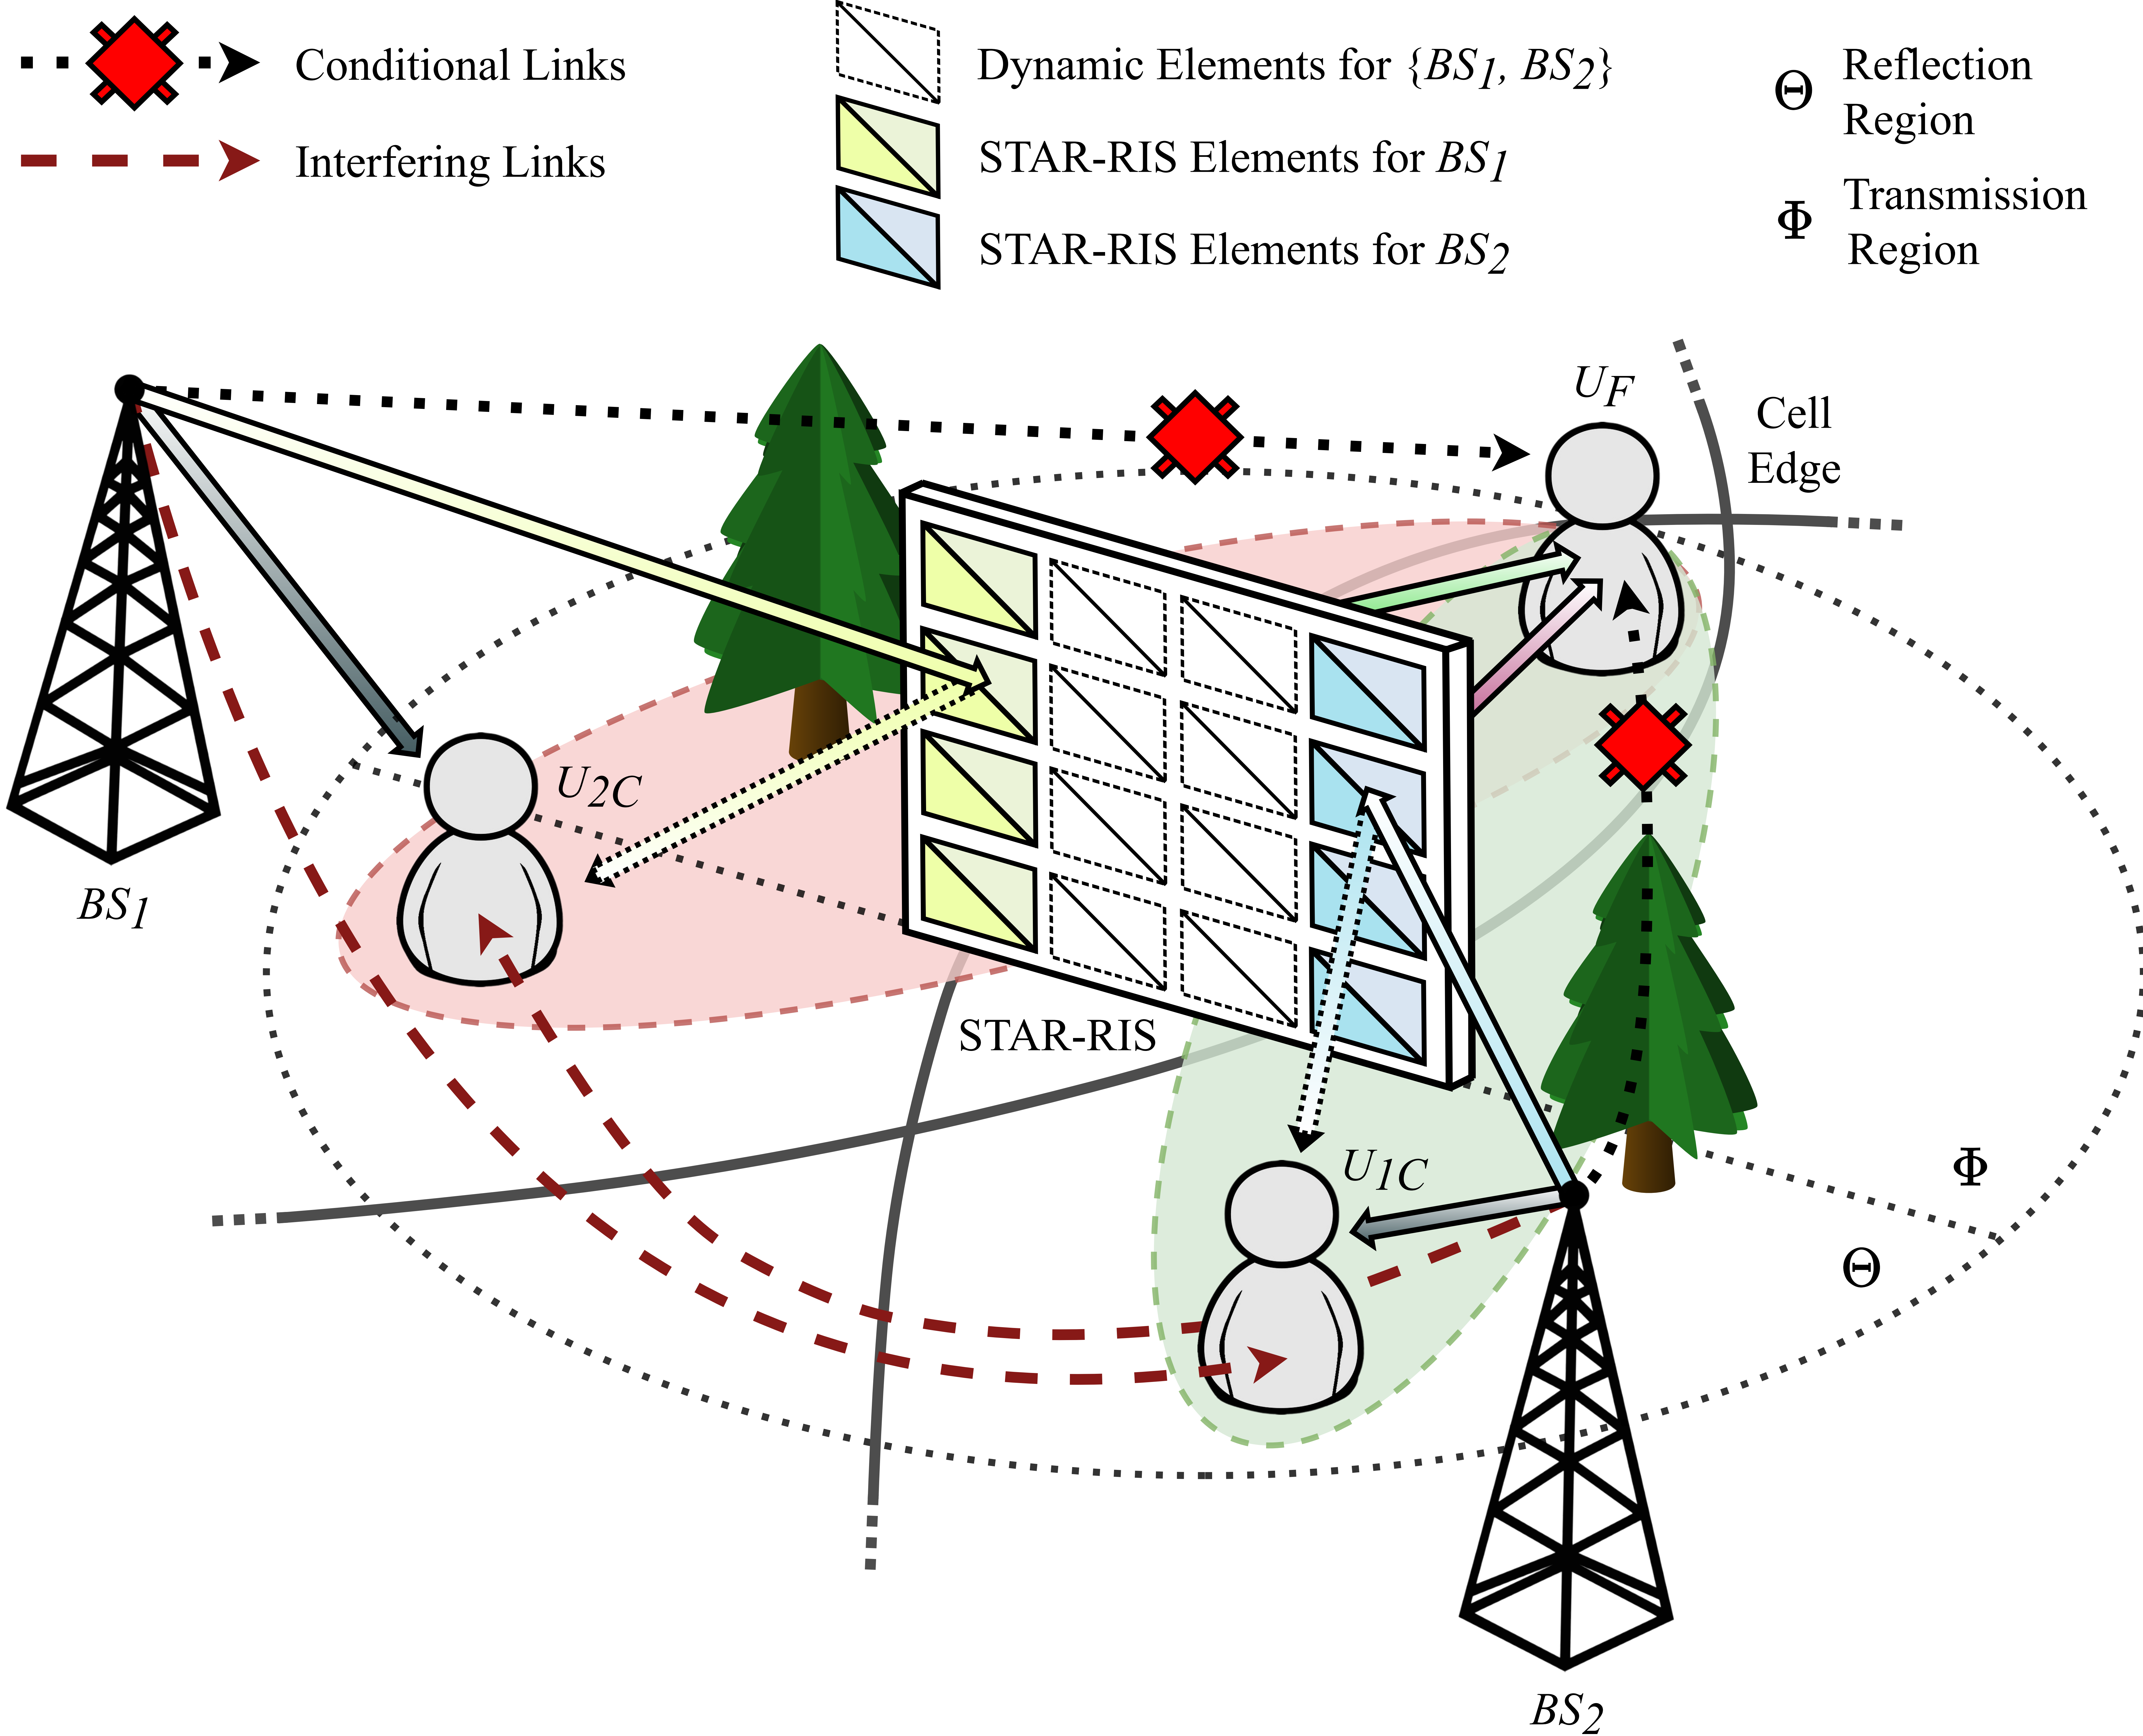 Conditional Links
Interfering Links
Dynamic Elements for {BS1, BS2}
STAR-RIS Elements for BS1
STAR-RIS Elements for BS2
Θ Reflection
Region
Φ Transmission
Region
UF
Cell
Edge
U2C
BS1
STAR-RIS
U1C
Φ
Θ
BS2